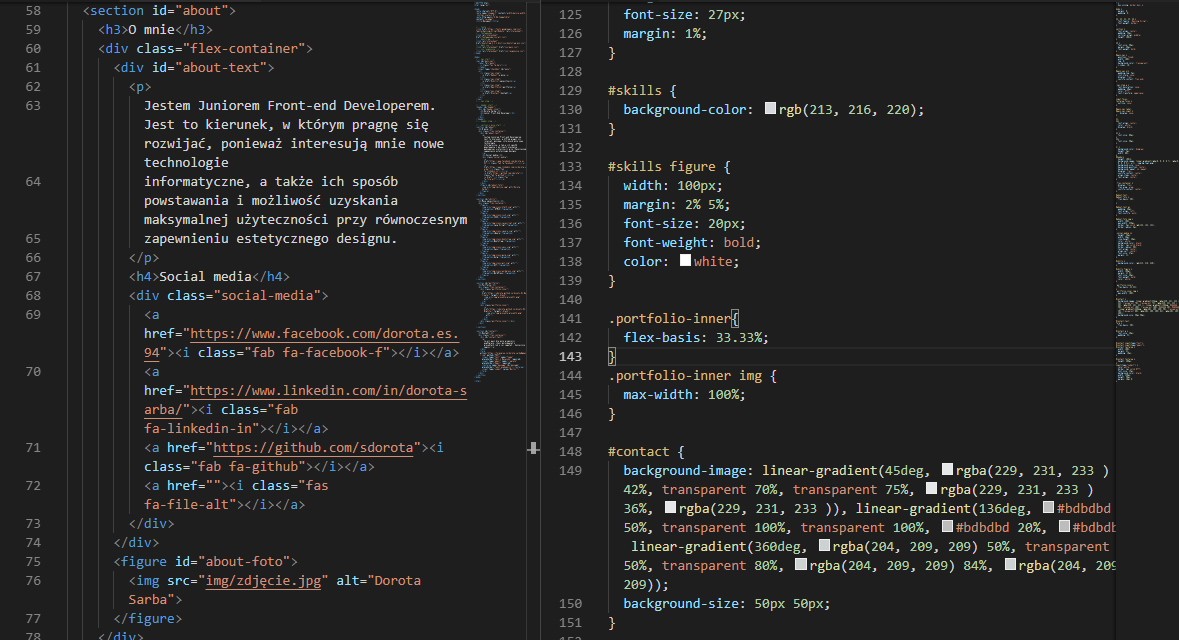 58 <section id="about">
59 <h3>O mnie</h3>
60 <div class="flex-container">
61 <div id="about-text">
62 <p>
63 Jestem Juniorem Front-end Developerem.
Jest to kierunek, w którym pragnę się
rozwijać, ponieważ interesują mnie nowe
technologie
64 informatyczne, a także ich sposób
powstawania i możliwość uzyskania
maksymalnej użyteczności przy równoczesnym
65 zapewnieniu estetycznego designu.
66 </p>
67 <h4>Social media</h4>
68 <div class="social-media">
69 <a
href="https://www.facebook.com/dorota.es.
94"><i class="fab fa-facebook-f"></i></a>
70 <a
href="https://www.linkedin.com/in/dorota-s
arba/"><i class="fab
fa-linkedin-in"></i></a>
71 <a href="https://github.com/sdorota"><i
class="fab fa-github"></i></a>
72 <a href=""><i class="fas
fa-file-alt"></i></a>
73 </div>
74 </div>
75 <figure id="about-foto">
76 <img src="img/zdjęcie.jpg" alt="Dorota
Sarba">
77 </figure>
78 </div>
125 font-size: 27px;
126 margin: 1%;
127 }
128
129 #skills {
130 background-color: rgb(213, 216, 220);
131 }
132
133 #skills figure {
134 width: 100px;
135 margin: 2% 5%;
136 font-size: 20px;
137 font-weight: bold;
138 color: white;
139 }
140
141 .portfolio-inner{
142 flex-basis: 33.33%;
143 }
144 .portfolio-inner img {
145 max-width: 100%;
146 }
147
148 #contact {
149 background-image: linear-gradient(45deg, rgba(229, 231, 233 )
42%, transparent 70%, transparent 75%, rgba(229, 231, 233 )
36%, rgba(229, 231, 233 )), linear-gradient(136deg, #bdbdbd
50%, transparent 100%, transparent 100%, #bdbdbd 20%, #bdbdb
linear-gradient(360deg, rgba(204, 209, 209) 50%, transparent
50%, transparent 80%, rgba(204, 209, 209) 84%, rgba(204, 209
209));
150 background-size: 50px 50px;
151 }